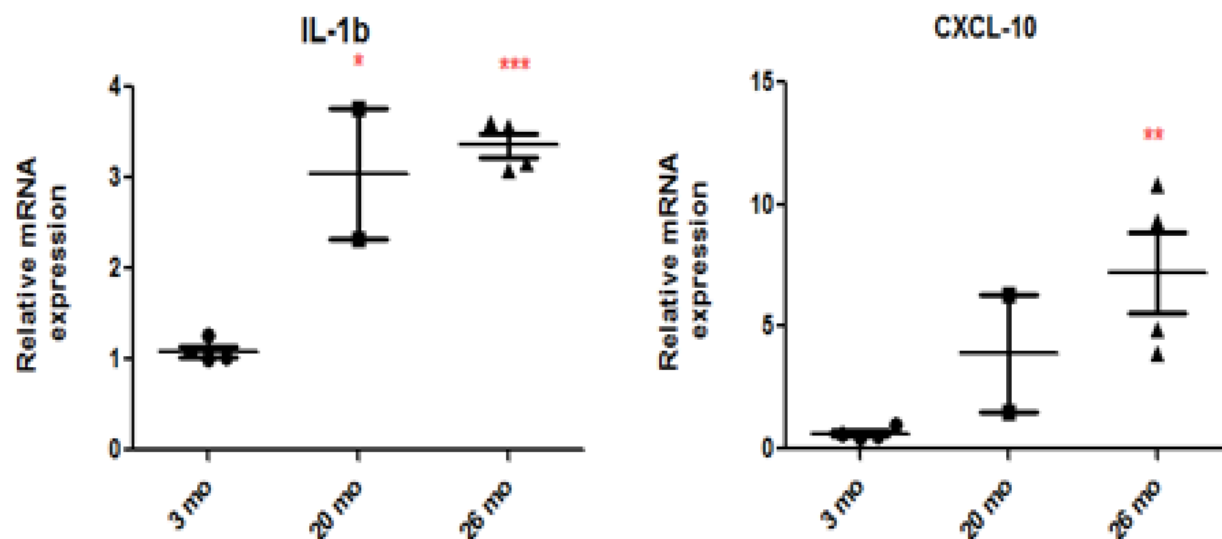 IL-1b
*
***
4
3
2
1
0
Relative mRNA
expression
3 mo
20 mo
26 mo
CXCL-10
**
15
10
5
0
Relative mRNA
expression
3 mo
20 mo
26 mo